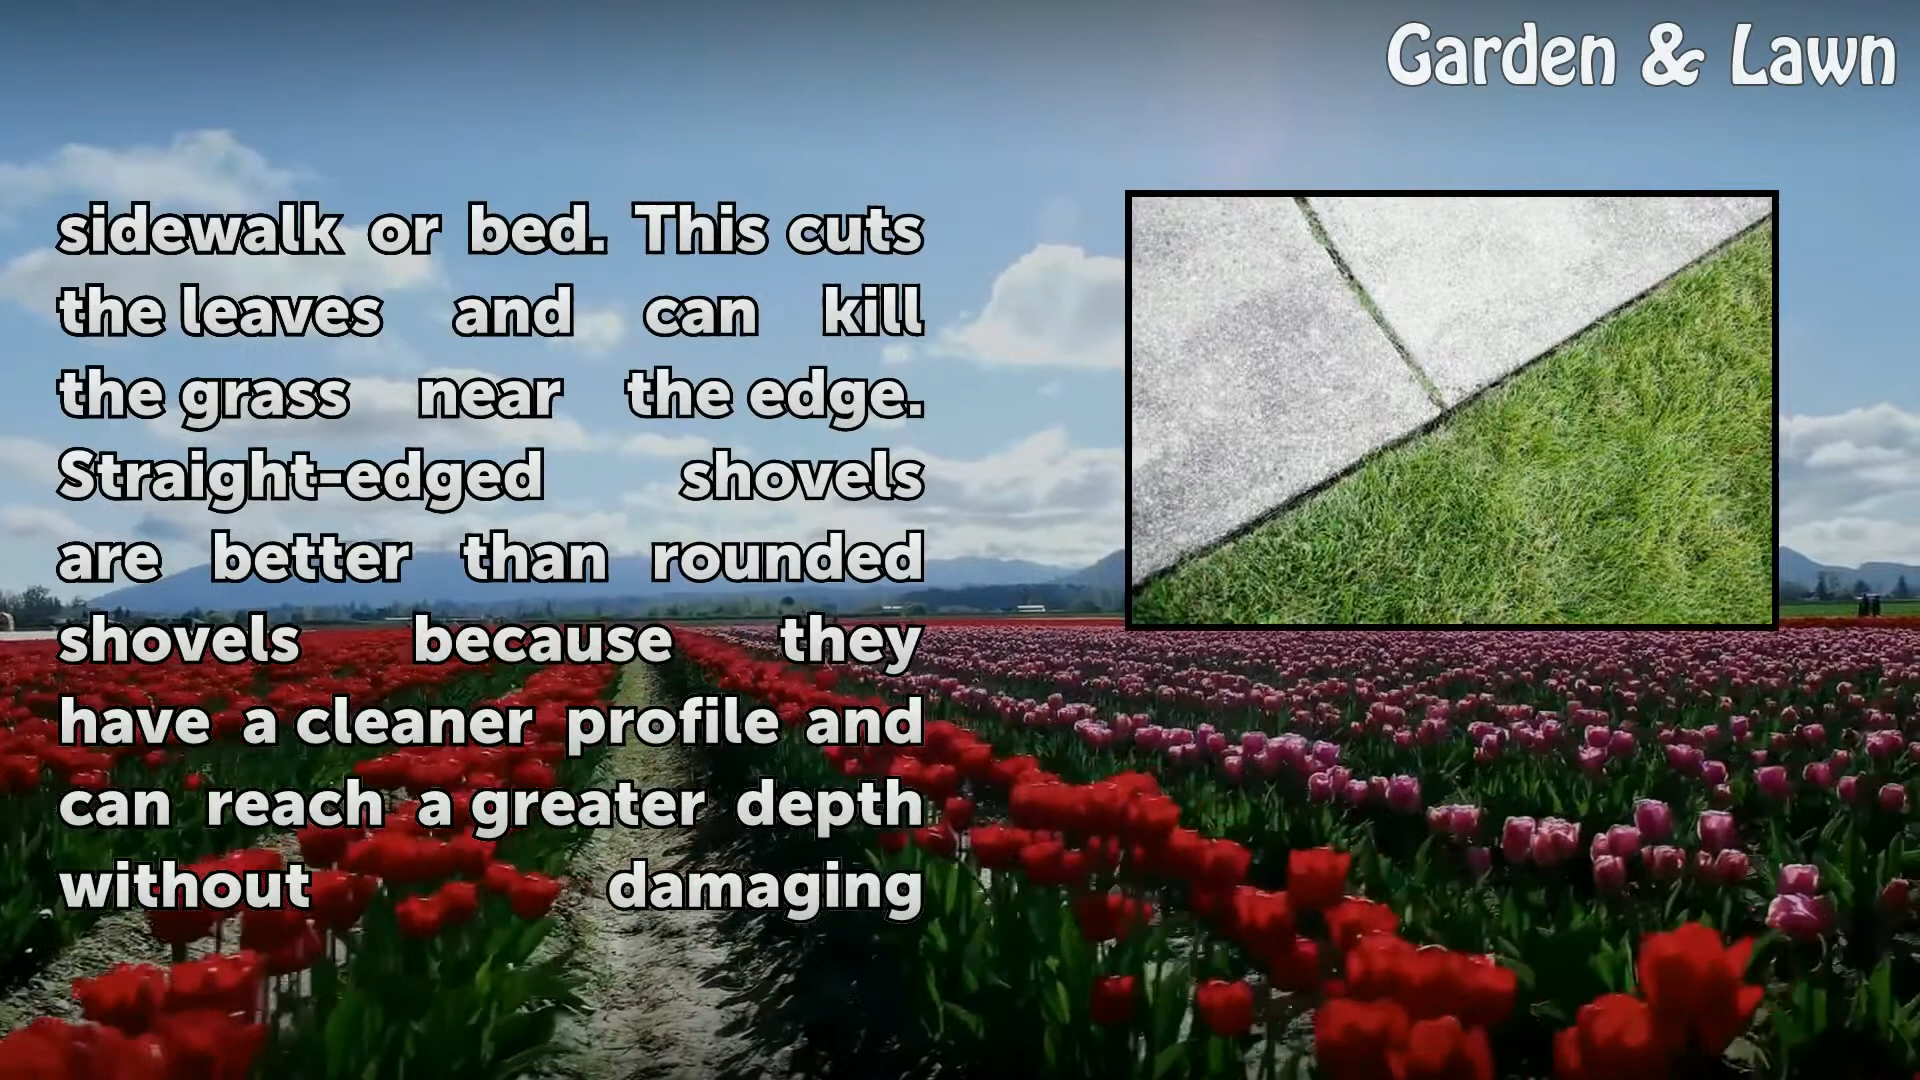 Garden & Lawn
sidewalk or bed. This cuts
the leaves and can kill
the grass near the edge.
Straight-edged shovels
are better than rounded
shovels because they
have a cleaner profile and
can reach a greater depth
without damaging